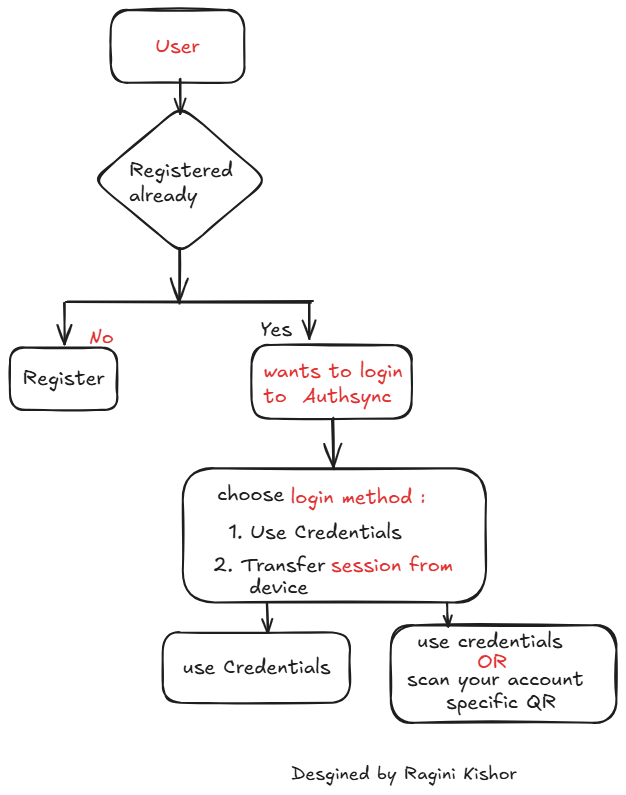 User
Registered
already
No
Yes
Register
wants to login
to Authsync
choose login method :
1. Use Credentials
2. Transfer session from
device
use Credentials
use credentials
OR
scan your account
specific QR
Desgined by Ragini Kishor